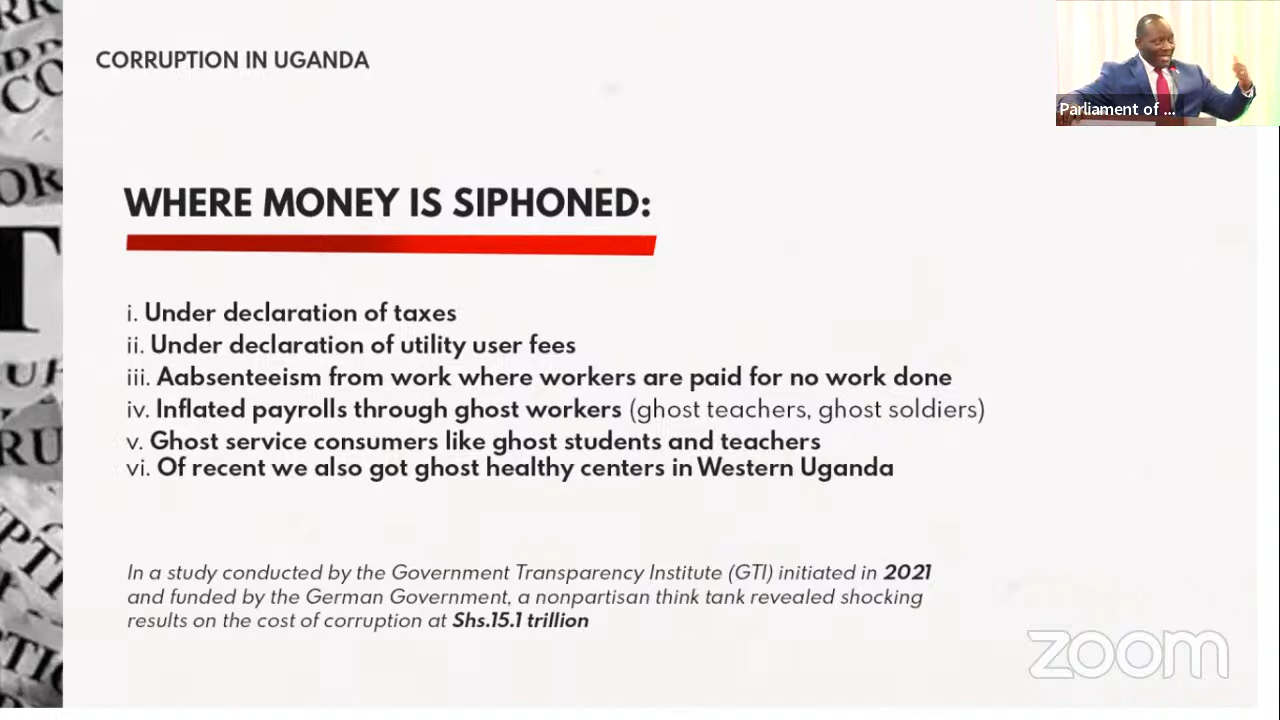 CORRUPTION IN UGANDA
Parliament of ...
WHERE MONEY IS SIPHONED:
i. Under declaration of taxes
ii. Under declaration of utility user fees
iii. Aabsenteeism from work where workers are paid for no work done
iv. Inflated payrolls through ghost workers (ghost teachers, ghost soldiers)
v. Ghost service consumers like ghost students and teachers
vi. Of recent we also got ghost healthy centers in Western Uganda
In a study conducted by the Government Transparency Institute (GTI) initiated in 2021
and funded by the German Government, a nonpartisan think tank revealed shocking
results on the cost of corruption at Shs.15.1 trillion
zoom